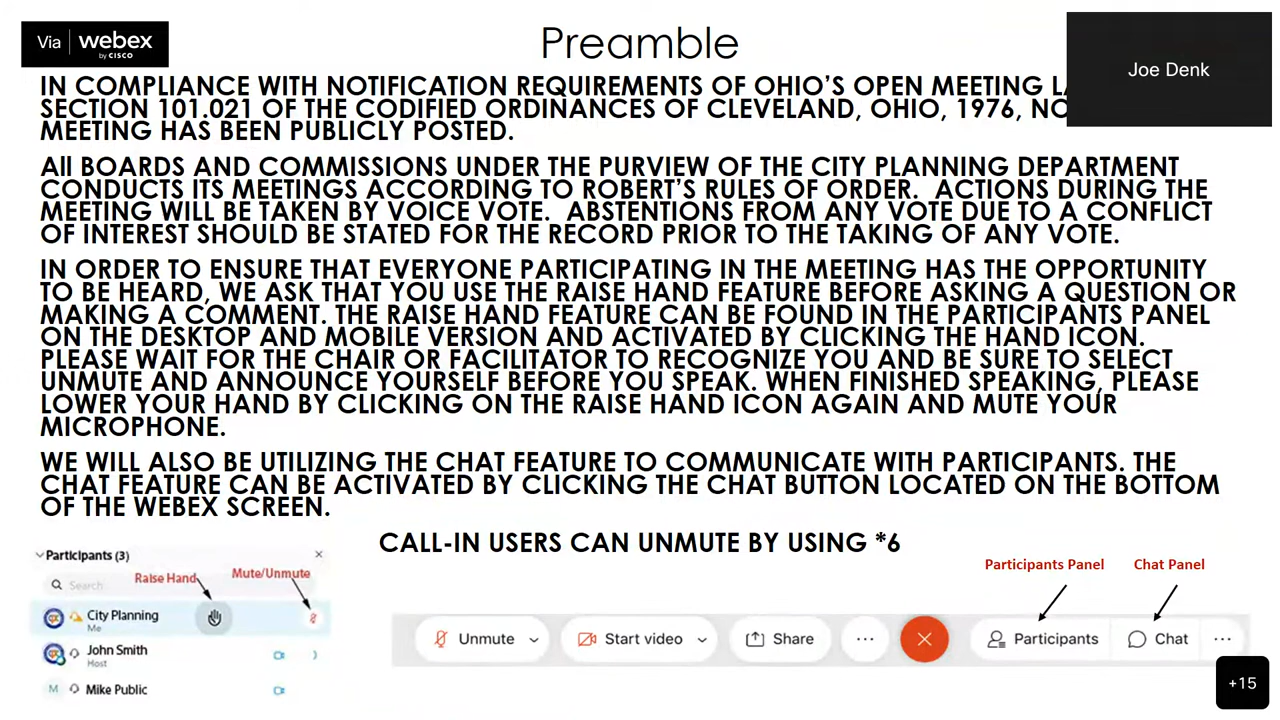 Via webex
by CISCO
Preamble
Joe Denk
IN COMPLIANCE WITH NOTIFICATION REQUIREMENTS OF OHIO'S OPEN MEETING
SECTION 101.021 OF THE CODIFIED ORDINANCES OF CLEVELAND, OHIO, 1976,
MEETING HAS BEEN PUBLICLY POSTED.
All BOARDS AND COMMISSIONS UNDER THE PURVIEW OF THE CITY PLANNING DEPARTMENT
CONDUCTS ITS MEETINGS ACCORDING TO ROBERT'S RULES OF ORDER.  ACTIONS DURING THE
MEETING WILL BE TAKEN BY VOICE VOTE.  ABSTENTIONS FROM ANY VOTE DUE TO A CONFLICT
OF INTEREST SHOULD BE STATED FOR THE RECORD PRIOR TO THE TAKING OF ANY VOTE.
IN ORDER TO ENSURE THAT EVERYONE PARTICIPATING IN THE MEETING HAS THE OPPORTUNITY
TO BE HEARD, WE ASK THAT YOU USE THE RAISE HAND FEATURE BEFORE ASKING A QUESTION OR
MAKING A COMMENT. THE RAISE HAND FEATURE CAN BE FOUND IN THE PARTICIPANTS PANEL
ON THE DESKTOP AND MOBILE VERSION AND ACTIVATED BY CLICKING THE HAND ICON.
PLEASE WAIT FOR THE CHAIR OR FACILITATOR TO RECOGNIZE YOU AND BE SURE TO SELECT
UNMUTE AND ANNOUNCE YOURSELF BEFORE YOU SPEAK. WHEN FINISHED SPEAKING, PLEASE
LOWER YOUR HAND BY CLICKING ON THE RAISE HAND ICON AGAIN AND MUTE YOUR
MICROPHONE.
WE WILL ALSO BE UTILIZING THE CHAT FEATURE TO COMMUNICATE WITH PARTICIPANTS. THE
CHAT FEATURE CAN BE ACTIVATED BY CLICKING THE CHAT BUTTON LOCATED ON THE BOTTOM
OF THE WEBEX SCREEN.
CALL-IN USERS CAN UNMUTE BY USING *6
Participants (3)
Search
Raise Hand
Mute/Unmute
City Planning
Me
John Smith
Host
M Mike Public
Participants Panel
Chat Panel
Unmute
Start video
Share
Participants
Chat
+15